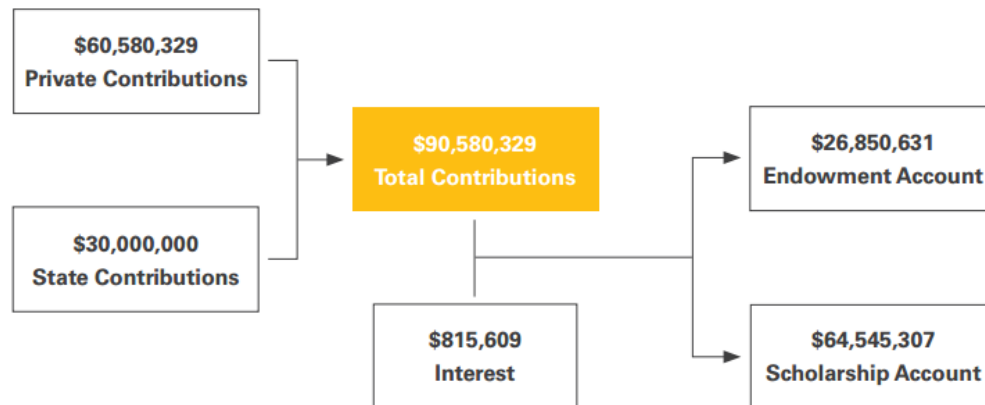 $60,580,329
Private Contributions
$30,000,000
State Contributions
$90,580,329
Total Contributions
$815,609
Interest
$26,850,631
Endowment Account
$64,545,307
Scholarship Account